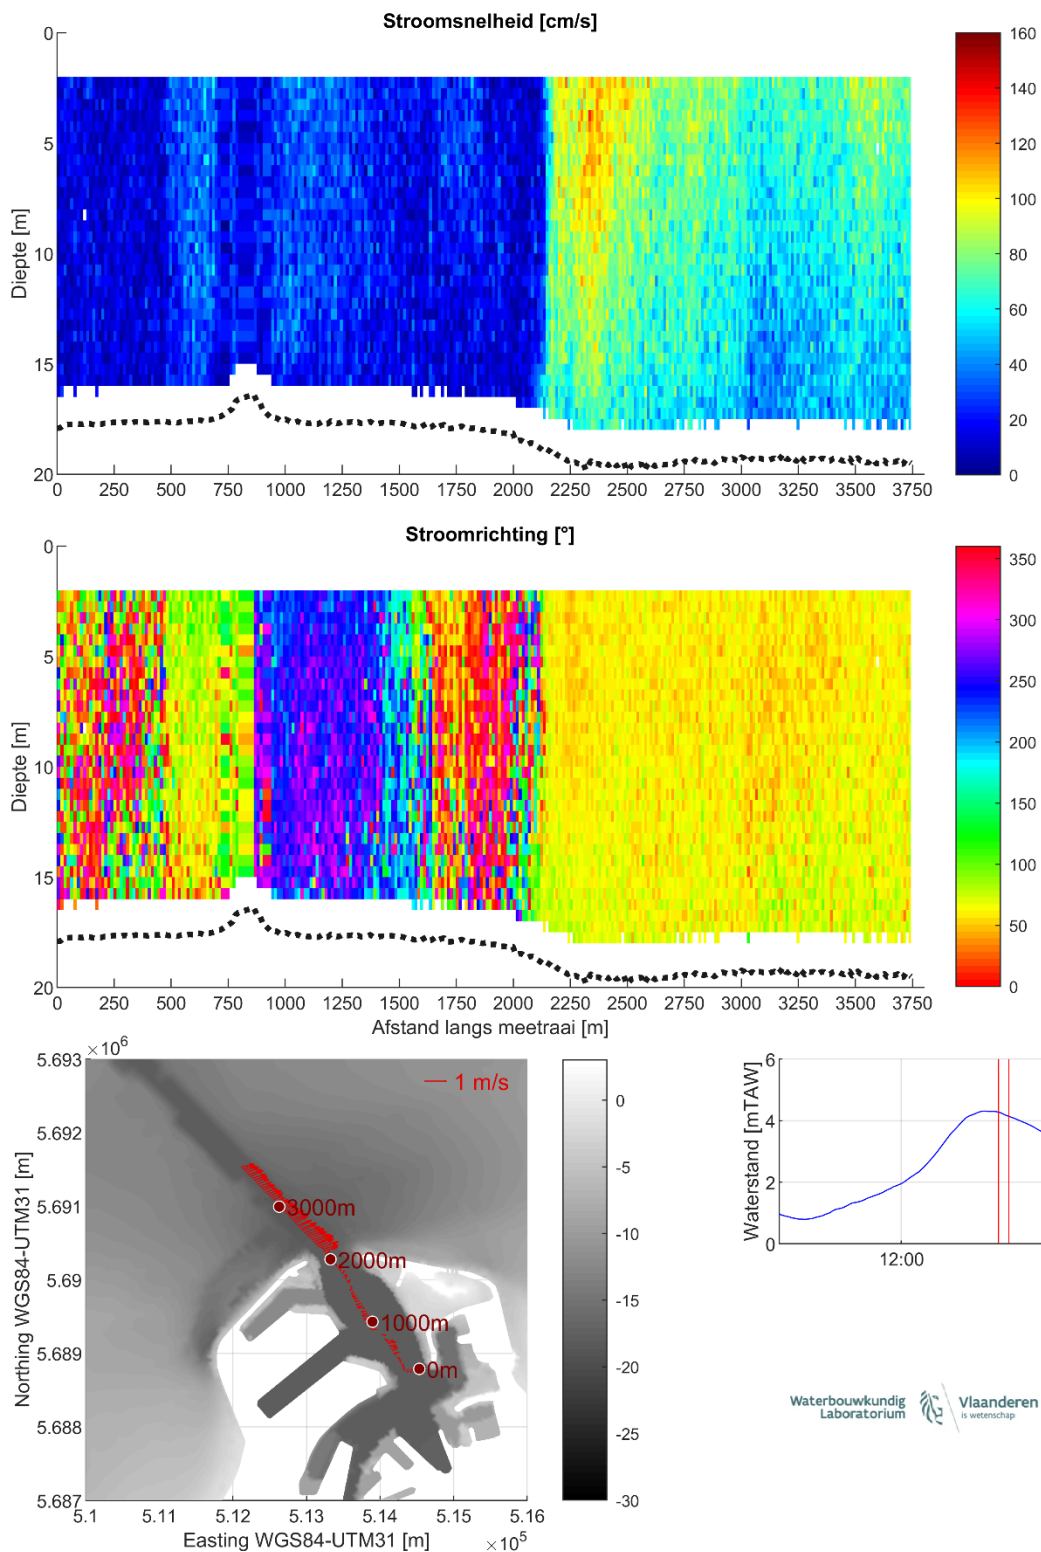 Stroomsnelheid [cm/s]
0
5
10
15
20
Diepte [m]
0 250 500 750 1000 1250 1500 1750 2000 2250 2500 2750 3000 3250 3500 3750
160
140
120
100
80
60
40
20
0
Stroomrichting [°]
0
5
10
15
20
Diepte [m]
0 250 500 750 1000 1250 1500 1750 2000 2250 2500 2750 3000 3250 3500 3750
Afstand langs meetraai [m]
350
300
250
200
150
100
50
0
×10⁶
5.693
5.692
5.691
5.69
5.689
5.688
5.687
Northing WGS84-UTM31 [m]
1 m/s
3000m
2000m
1000m
0m
5.1 5.11 5.12 5.13 5.14 5.15 5.16
Easting WGS84-UTM31 [m]
×10⁵
0
-5
-10
-15
-20
-25
-30
Waterstand [mTAW]
6
4
2
0
12:00
Waterbouwkundig
Laboratorium
Vlaanderen
is wetenschap